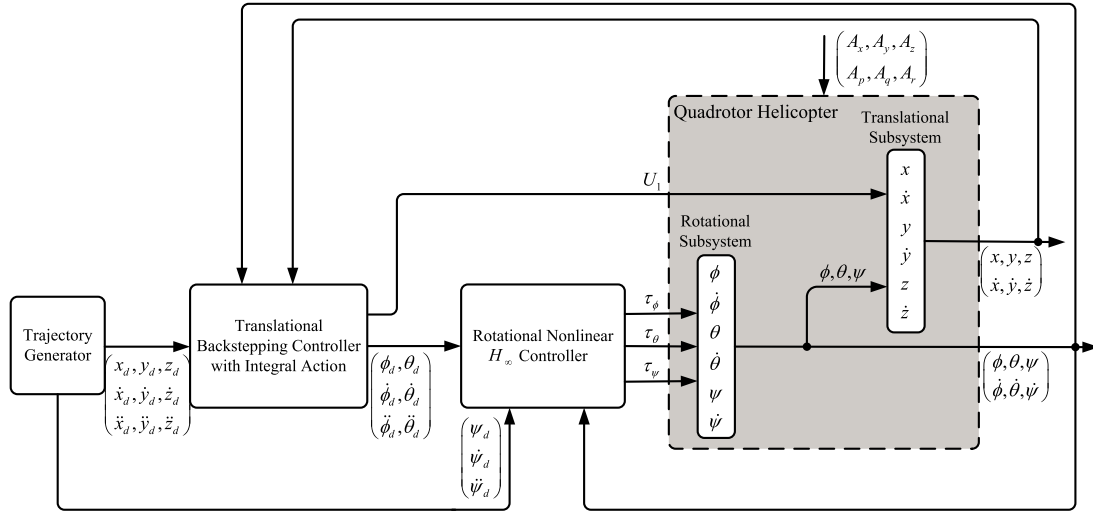 (A_x, A_y, A_z
A_p, A_q, A_r)
Quadrotor Helicopter
Translational
Subsystem
x
ẋ
y
ẏ
z
ż
U_1
Rotational
Subsystem
ϕ
ϕ̇
θ
θ̇
ψ
ψ̇
ϕ,θ,ψ
(x, y, z
ẋ, ẏ, ż)
Trajectory
Generator
(x_d, y_d, z_d
ẋ_d, ẏ_d, ż_d
ẍ_d, ÿ_d, z̈_d)
Translational
Backstepping Controller
with Integral Action
(ϕ_d, θ_d
ϕ̇_d, θ̇_d
ϕ̈_d, θ̈_d)
Rotational Nonlinear
H_∞ Controller
(ψ_d
ψ̇_d
ψ̈_d)
τ_ϕ
τ_θ
τ_ψ
(ϕ,θ,ψ
ϕ̇,θ̇,ψ̇)